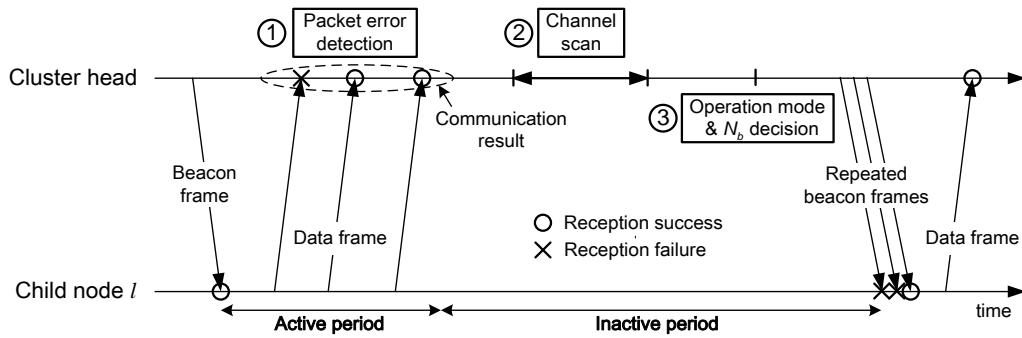 ① Packet error
detection
② Channel
scan
Cluster head
③ Operation mode
& N_b decision
Communication
result
Beacon
frame
Data frame
Repeated
beacon frames
Data frame
Reception success
Reception failure
Child node l
time
Active period
Inactive period